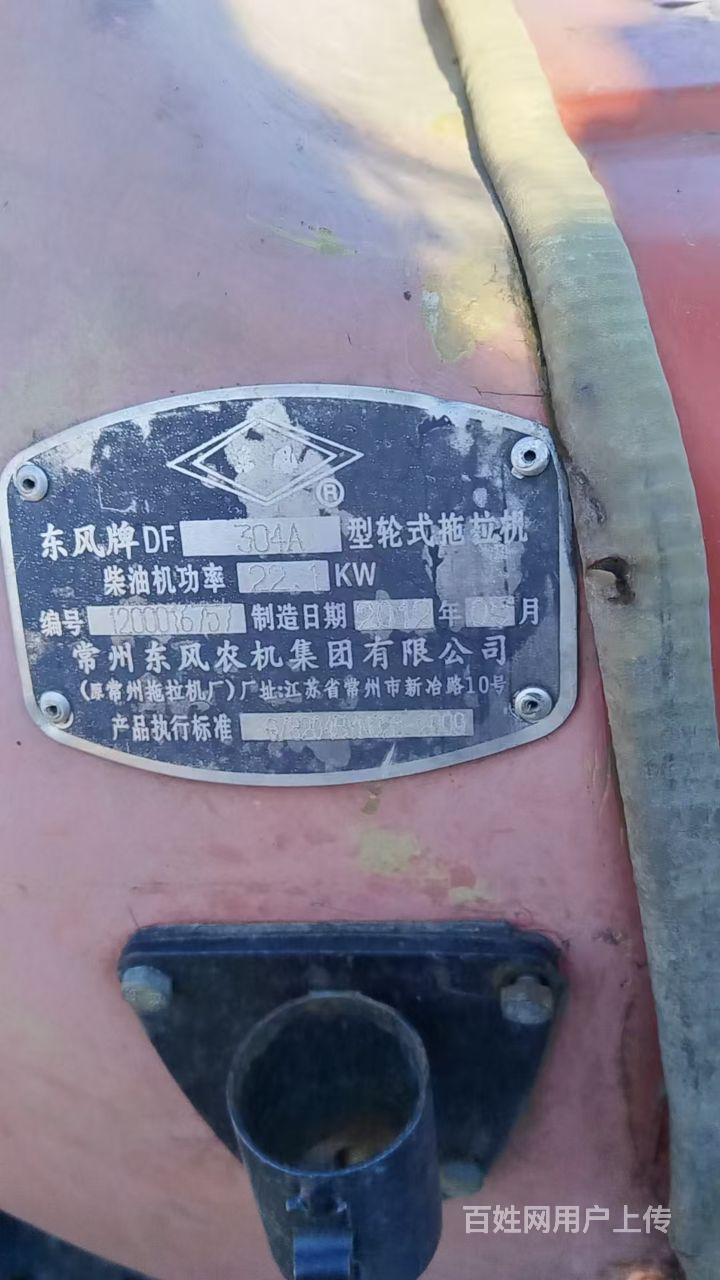 东风
®
东风牌DF 304A 型轮式拖拉机
柴油机功率 22.1 KW
编号 制造日期 2012 年 月
常州东风农机集团有限公司
(原常州拖拉机厂)厂址:江苏省常州市新冶路10号
产品执行标准
百姓网用户上传